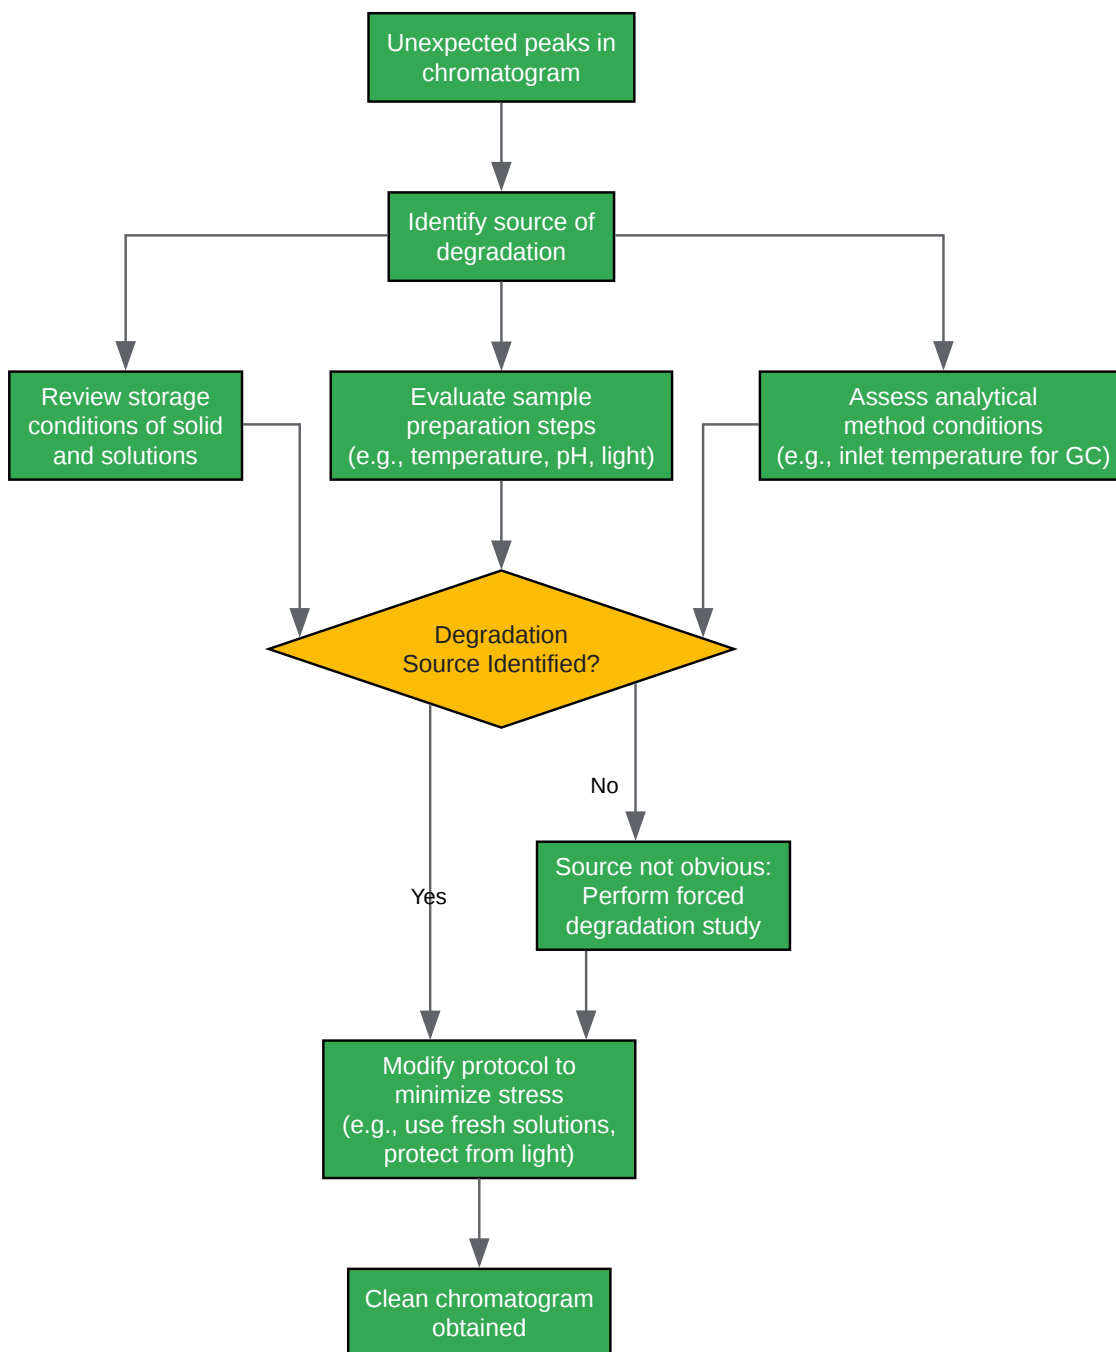 Unexpected peaks in
chromatogram
Identify source of
degradation
Review storage
conditions of solid
and solutions
Evaluate sample
preparation steps
(e.g., temperature, pH, light)
Assess analytical
method conditions
(e.g., inlet temperature for GC)
Degradation
Source Identified?
No
Source not obvious:
Perform forced
degradation study
Yes
Modify protocol to
minimize stress
(e.g., use fresh solutions,
protect from light)
Clean chromatogram
obtained